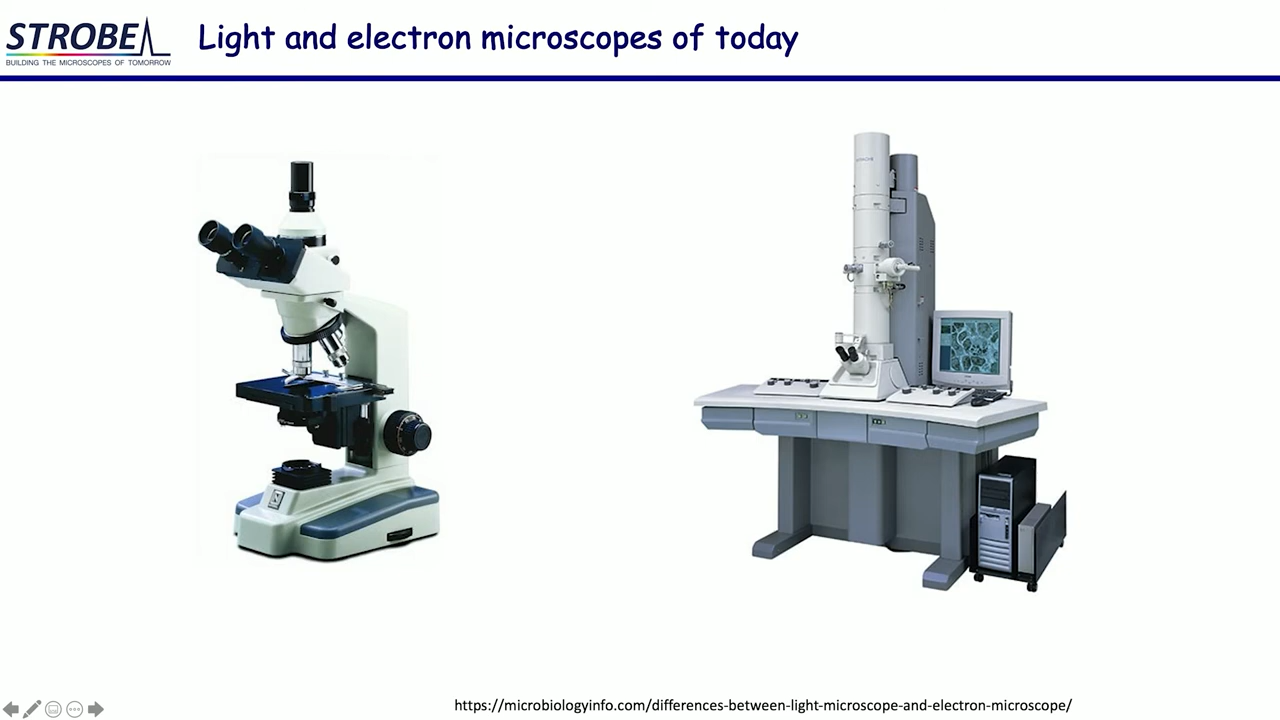 STROBE
BUILDING THE MICROSCOPES OF TOMORROW
Light and electron microscopes of today
HITACHI
https://microbiologyinfo.com/differences-between-light-microscope-and-electron-microscope/